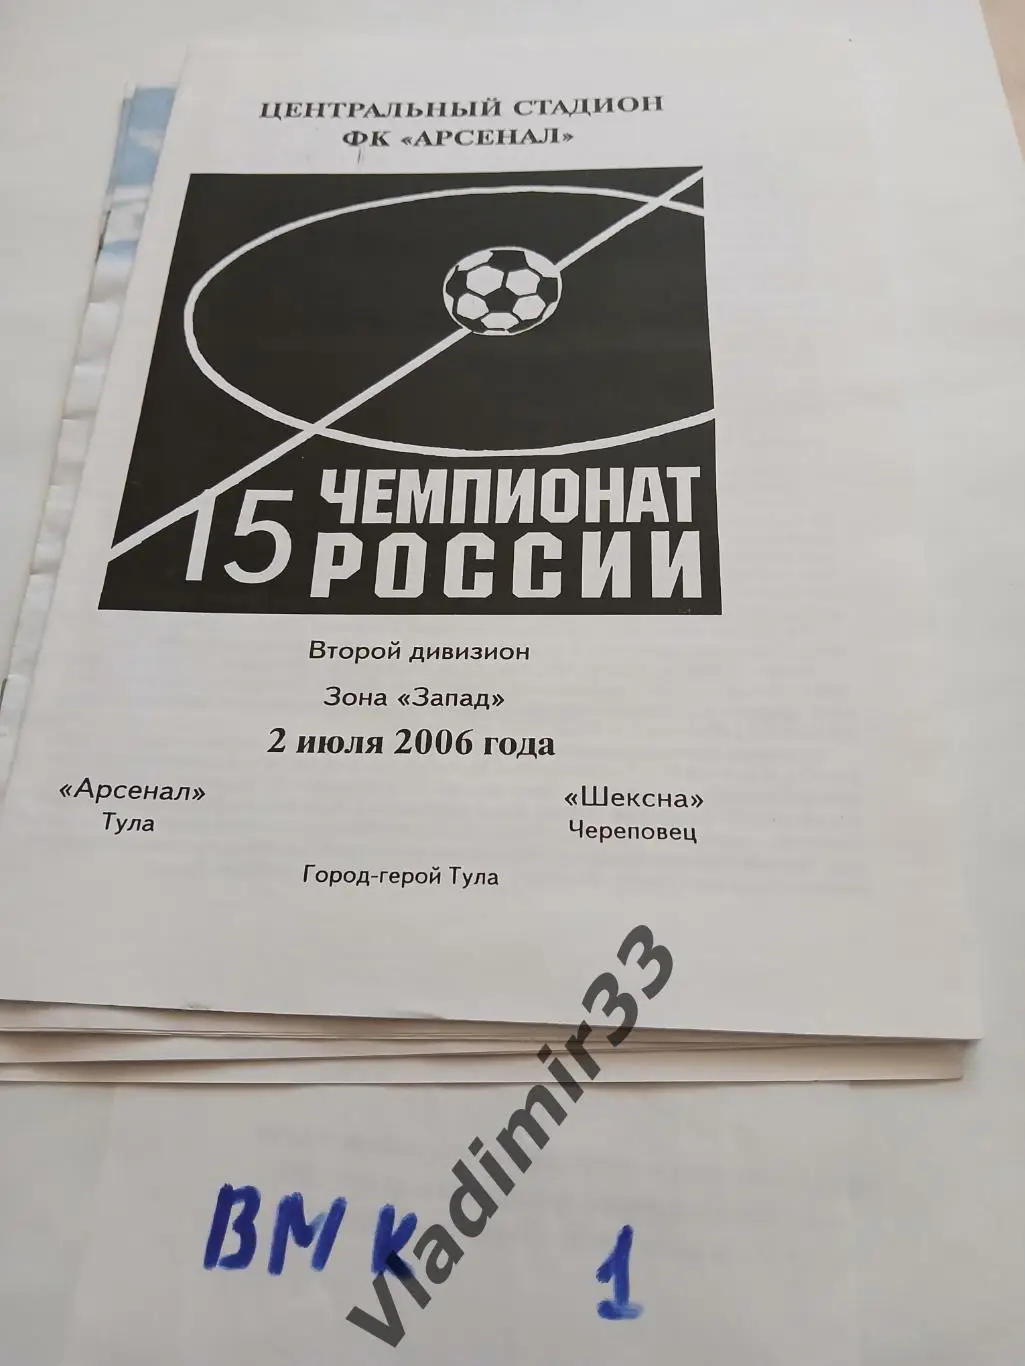 ЦЕНТРАЛЬНЫЙ СТАДИОН
ФК «АРСЕНАЛ»
15 ЧЕМПИОНАТ
РОССИИ
Второй дивизион
Зона «Запад»
2 июля 2006 года
«Арсенал» «Шексна»
Тула Череповец
Город-герой Тула
Vladimir33
ВМК 1